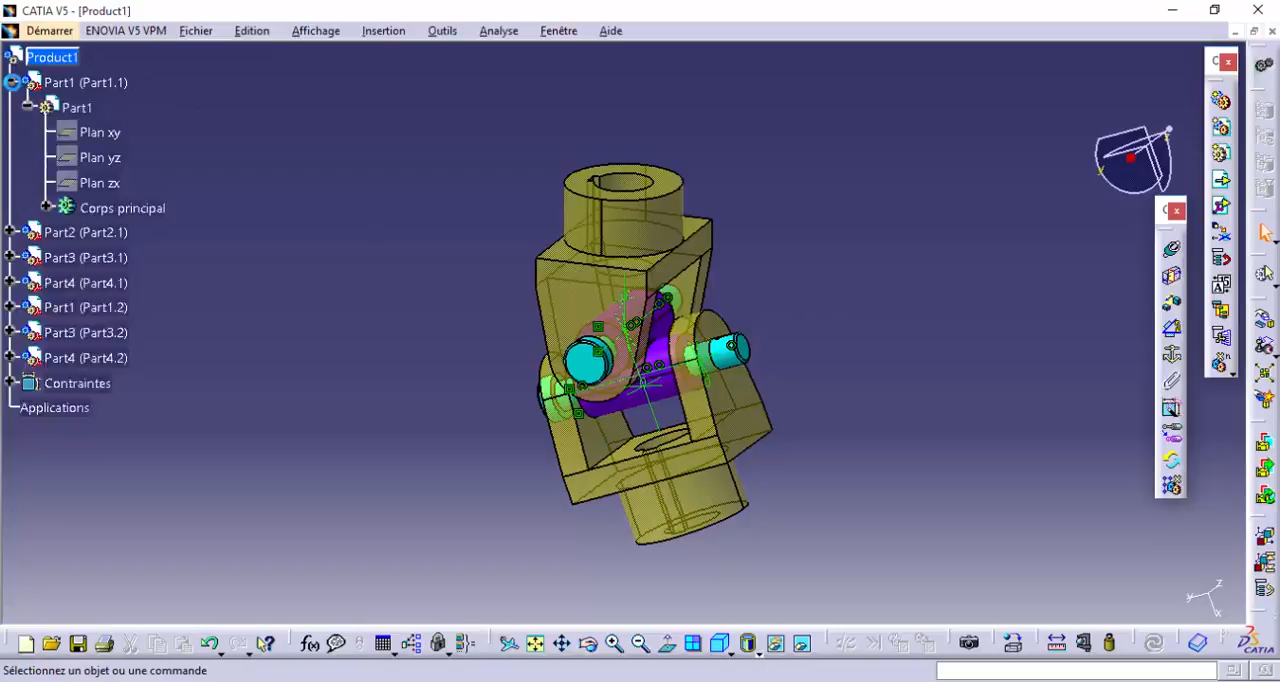 CATIA V5 - [Product1]
Démarrer ENOVIA V5 VPM Fichier Edition Affichage Insertion Outils Analyse Fenêtre Aide
Product1
Part1 (Part1.1)
Part1
Plan xy
Plan yz
Plan zx
Corps principal
Part2 (Part2.1)
Part3 (Part3.1)
Part4 (Part4.1)
Part1 (Part1.2)
Part3 (Part3.2)
Part4 (Part4.2)
Contraintes
Applications
z
y
x
f(x)
CATIA
Sélectionnez un objet ou une commande